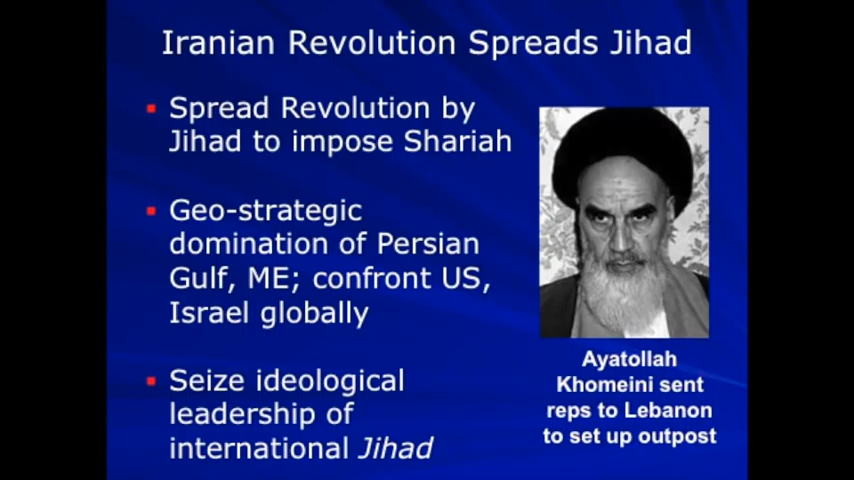 Iranian Revolution Spreads Jihad
Spread Revolution by
Jihad to impose Shariah
Geo-strategic
domination of Persian
Gulf, ME; confront US,
Israel globally
Seize ideological
leadership of
international Jihad
Ayatollah
Khomeini sent
reps to Lebanon
to set up outpost